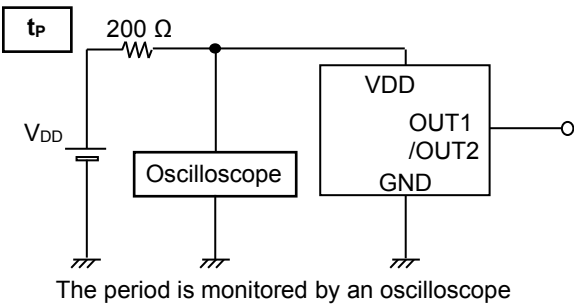 tP
200 Ω
VDD
VDD
OUT1
/OUT2
Oscilloscope
GND
The period is monitored by an oscilloscope